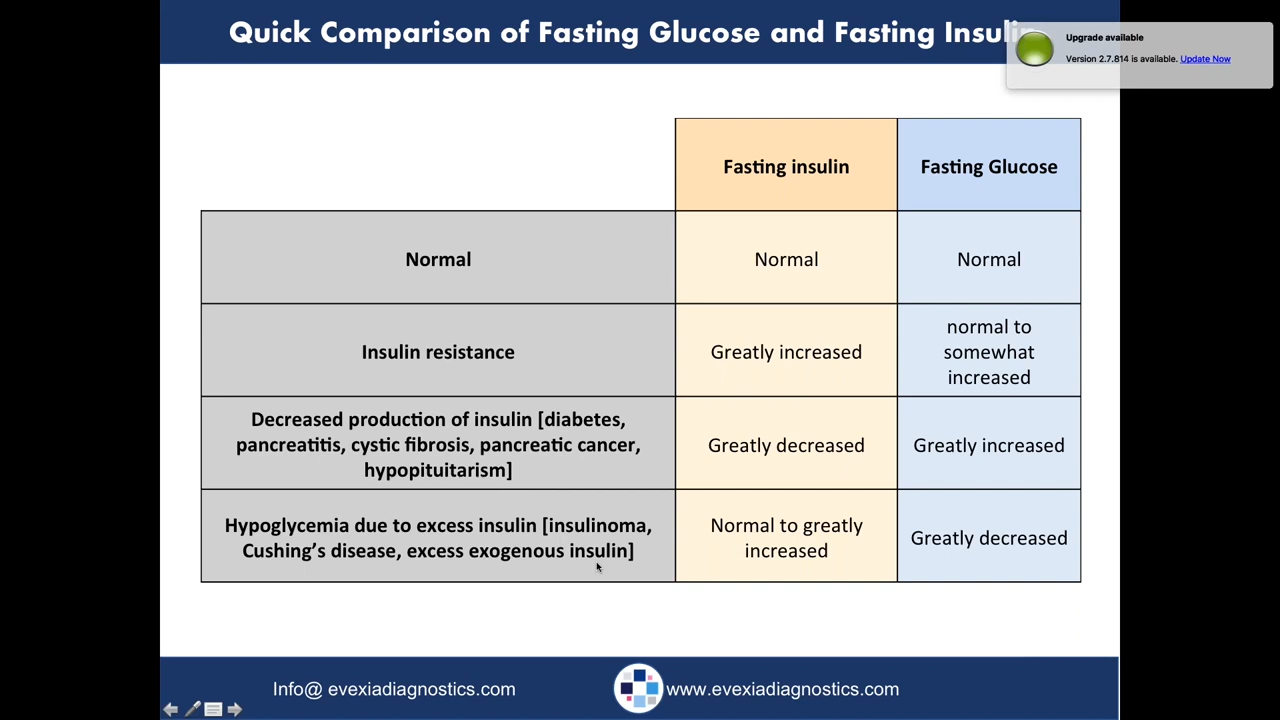 Quick Comparison of Fasting Glucose and Fasting Insulin
Upgrade available
Version 2.7.814 is available. Update Now
Fasting insulin
Fasting Glucose
Normal
Normal
Normal
Insulin resistance
Greatly increased
normal to
somewhat
increased
Decreased production of insulin [diabetes,
pancreatitis, cystic fibrosis, pancreatic cancer,
hypopituitarism]
Greatly decreased
Greatly increased
Hypoglycemia due to excess insulin [insulinoma,
Cushing’s disease, excess exogenous insulin]
Normal to greatly
increased
Greatly decreased
Info@ evexiadiagnostics.com
www.evexiadiagnostics.com